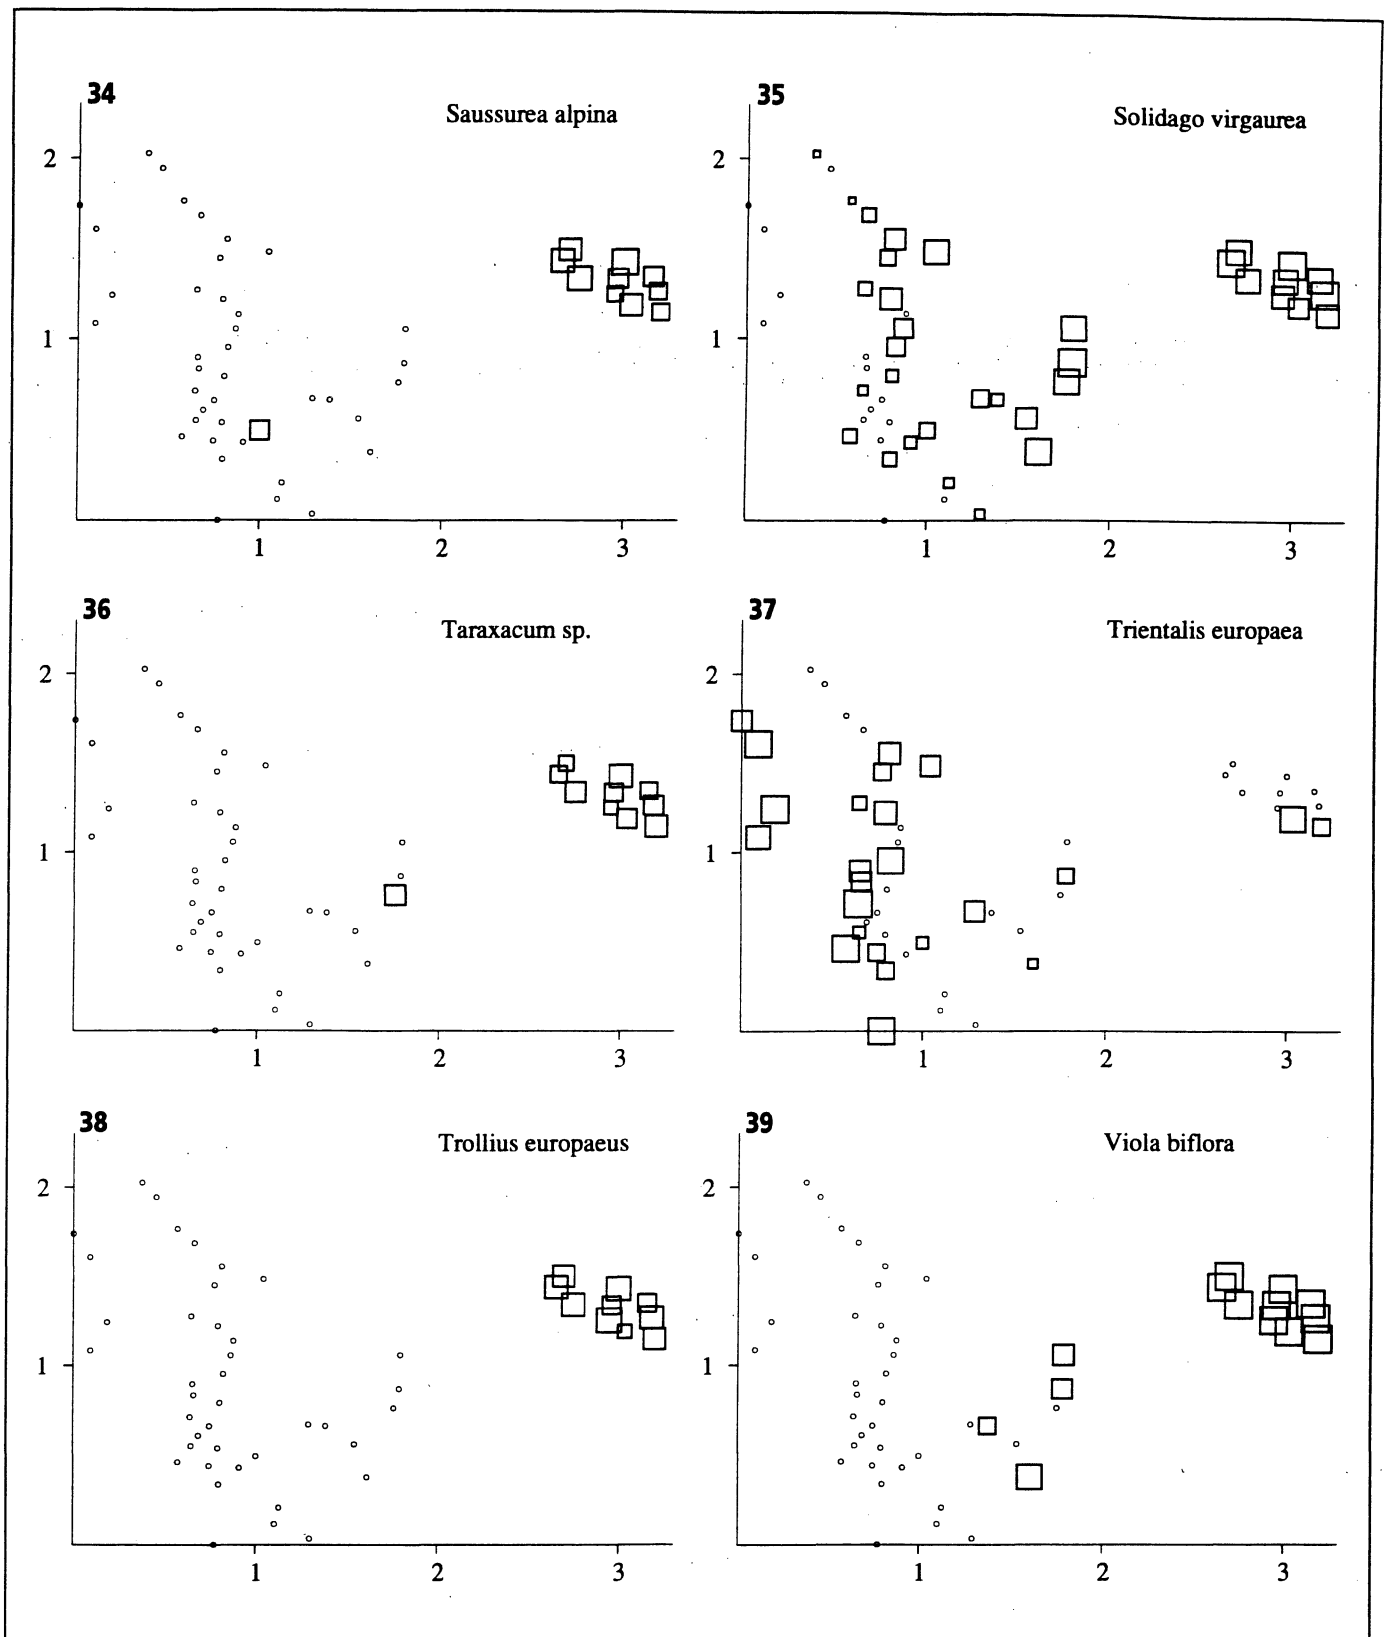 34
Saussurea alpina
2
1
1 2 3
35
Solidago virgaurea
2
1
1 2 3
36
Taraxacum sp.
2
1
1 2 3
37
Trientalis europaea
2
1
1 2 3
38
Trollius europaeus
2
1
1 2 3
39
Viola biflora
2
1
1 2 3